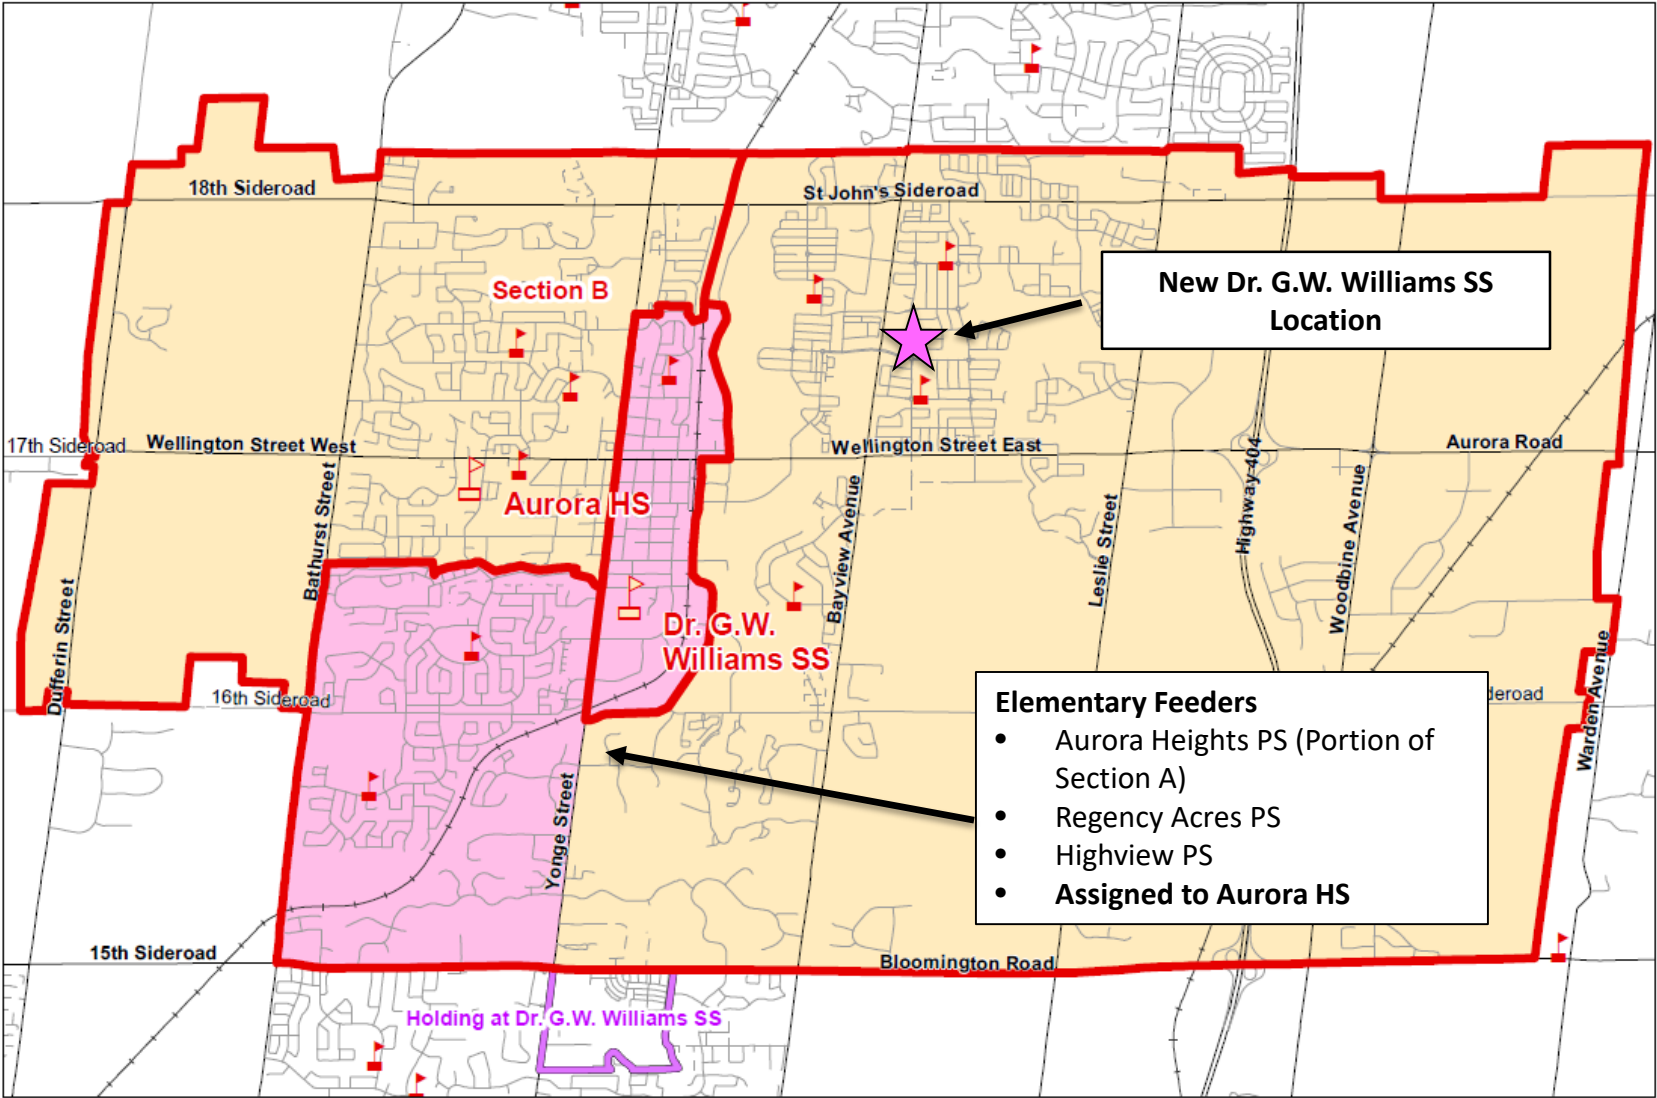 18th Sideroad
St John's Sideroad
Section B
New Dr. G.W. Williams SS
Location
17th Sideroad
Wellington Street West
Wellington Street East
Aurora Road
Aurora HS
Bathurst Street
Bayview Avenue
Leslie Street
Highway 404
Woodbine Avenue
Dufferin Street
Dr. G.W.
Williams SS
Warden Avenue
16th Sideroad
deroad
Elementary Feeders
• Aurora Heights PS (Portion of
Section A)
• Regency Acres PS
• Highview PS
• Assigned to Aurora HS
Yonge Street
15th Sideroad
Bloomington Road
Holding at Dr. G.W. Williams SS